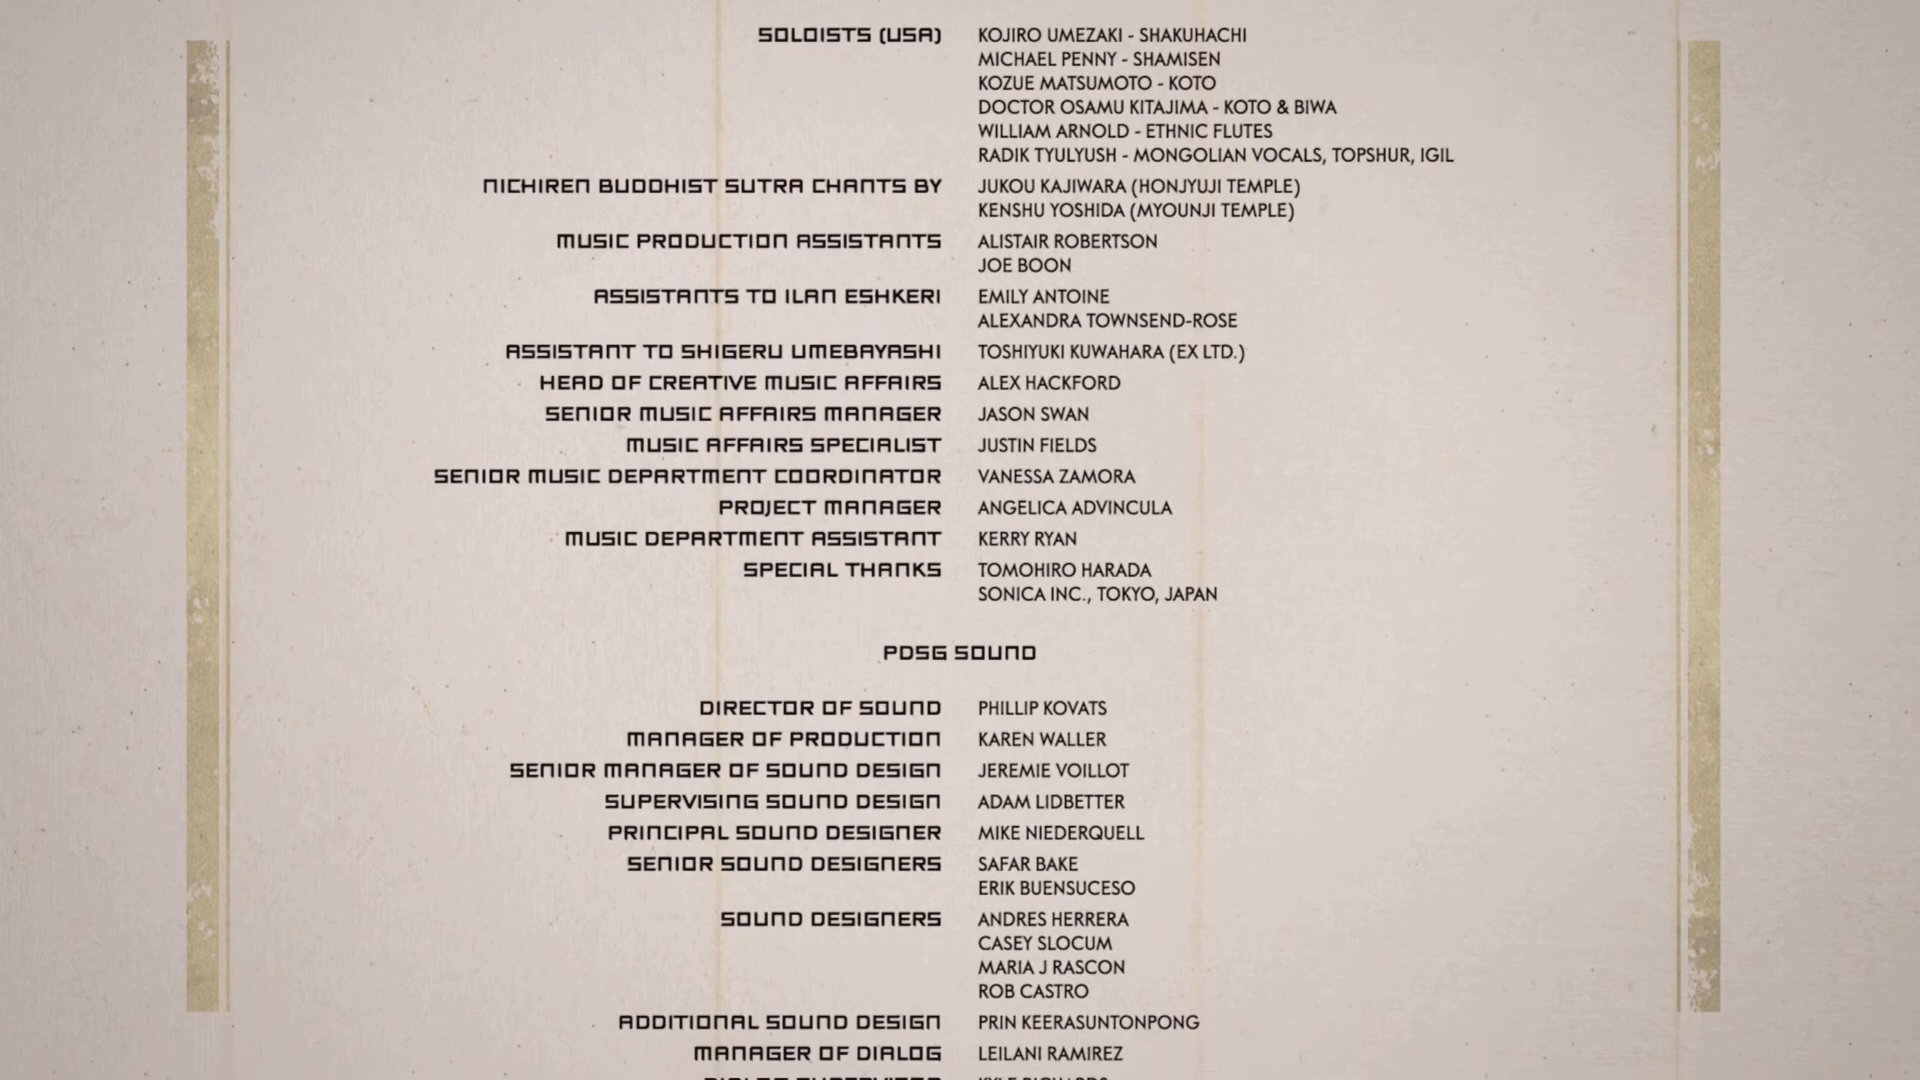 SOLOISTS (USA) KOJIRO UMEZAKI - SHAKUHACHI
MICHAEL PENNY - SHAMISEN
KOZUE MATSUMOTO - KOTO
DOCTOR OSAMU KITAJIMA - KOTO & BIWA
WILLIAM ARNOLD - ETHNIC FLUTES
RADIK TYULYUSH - MONGOLIAN VOCALS, TOPSHUR, IGIL
NICHIREN BUDDHIST SUTRA CHANTS BY JUKOU KAJIWARA (HONJYUJI TEMPLE)
KENSHU YOSHIDA (MYOUNJI TEMPLE)
MUSIC PRODUCTION ASSISTANTS ALISTAIR ROBERTSON
JOE BOON
ASSISTANTS TO ILAN ESHKERI EMILY ANTOINE
ALEXANDRA TOWNSEND-ROSE
ASSISTANT TO SHIGERU UMEBAYASHI TOSHIYUKI KUWAHARA (EX LTD.)
HEAD OF CREATIVE MUSIC AFFAIRS ALEX HACKFORD
SENIOR MUSIC AFFAIRS MANAGER JASON SWAN
MUSIC AFFAIRS SPECIALIST JUSTIN FIELDS
SENIOR MUSIC DEPARTMENT COORDINATOR VANESSA ZAMORA
PROJECT MANAGER ANGELICA ADVINCULA
MUSIC DEPARTMENT ASSISTANT KERRY RYAN
SPECIAL THANKS TOMOHIRO HARADA
SONICA INC., TOKYO, JAPAN
PDSG SOUND
DIRECTOR OF SOUND PHILLIP KOVATS
MANAGER OF PRODUCTION KAREN WALLER
SENIOR MANAGER OF SOUND DESIGN JEREMIE VOILLOT
SUPERVISING SOUND DESIGN ADAM LIDBETTER
PRINCIPAL SOUND DESIGNER MIKE NIEDERQUELL
SENIOR SOUND DESIGNERS SAFAR BAKE
ERIK BUENSUCESO
SOUND DESIGNERS ANDRES HERRERA
CASEY SLOCUM
MARIA J RASCON
ROB CASTRO
ADDITIONAL SOUND DESIGN PRIN KEERASUNTONPONG
MANAGER OF DIALOG LEILANI RAMIREZ